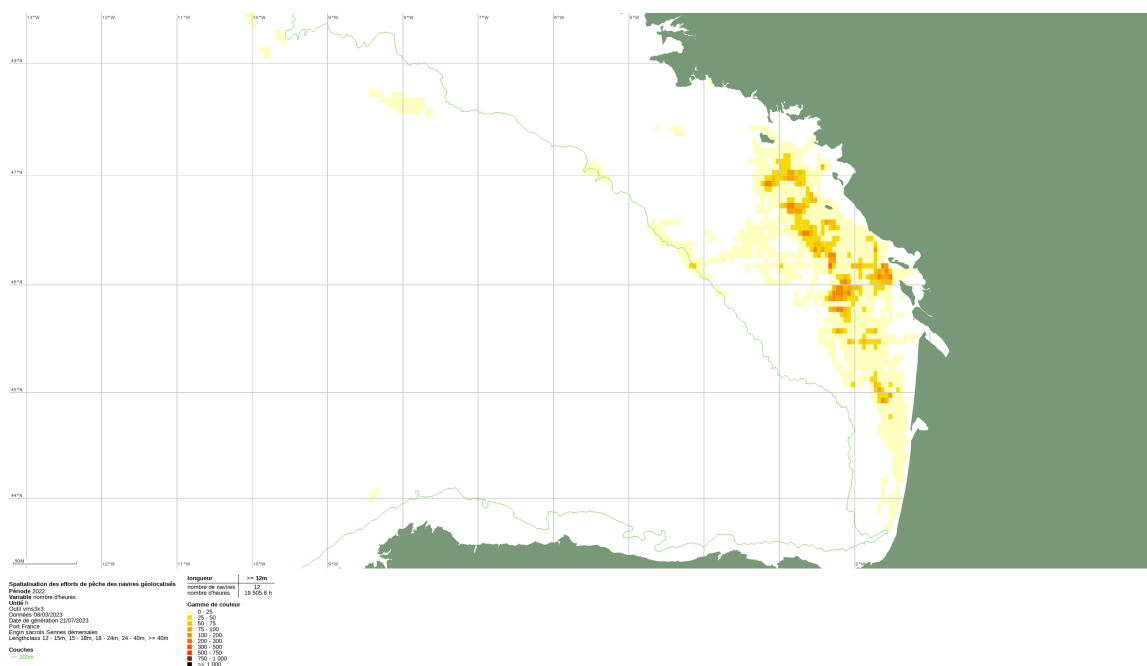 13°W 12°W 11°W 10°W 9°W 8°W 7°W 6°W 5°W
48°N
47°N
46°N
45°N
44°N
50M
2°W
Spatialisation des efforts de pêche des navires géolocalisés
Période 2022
Variable nombre d'heures
Unité h
Outil vms3x3
Données 08/03/2023
Date de génération 21/07/2023
Port France
Engin sacrois Sennes démersales
Lengthclass 12 - 15m, 15 - 18m, 18 - 24m, 24 - 40m, >= 40m
Couches
200m
longueur >= 12m
nombre de navires 12
nombre d'heures 19 505.6 h
Gamme de couleur
0 - 25
25 - 50
50 - 75
75 - 100
100 - 200
200 - 300
300 - 500
500 - 750
750 - 1 000
>= 1 000